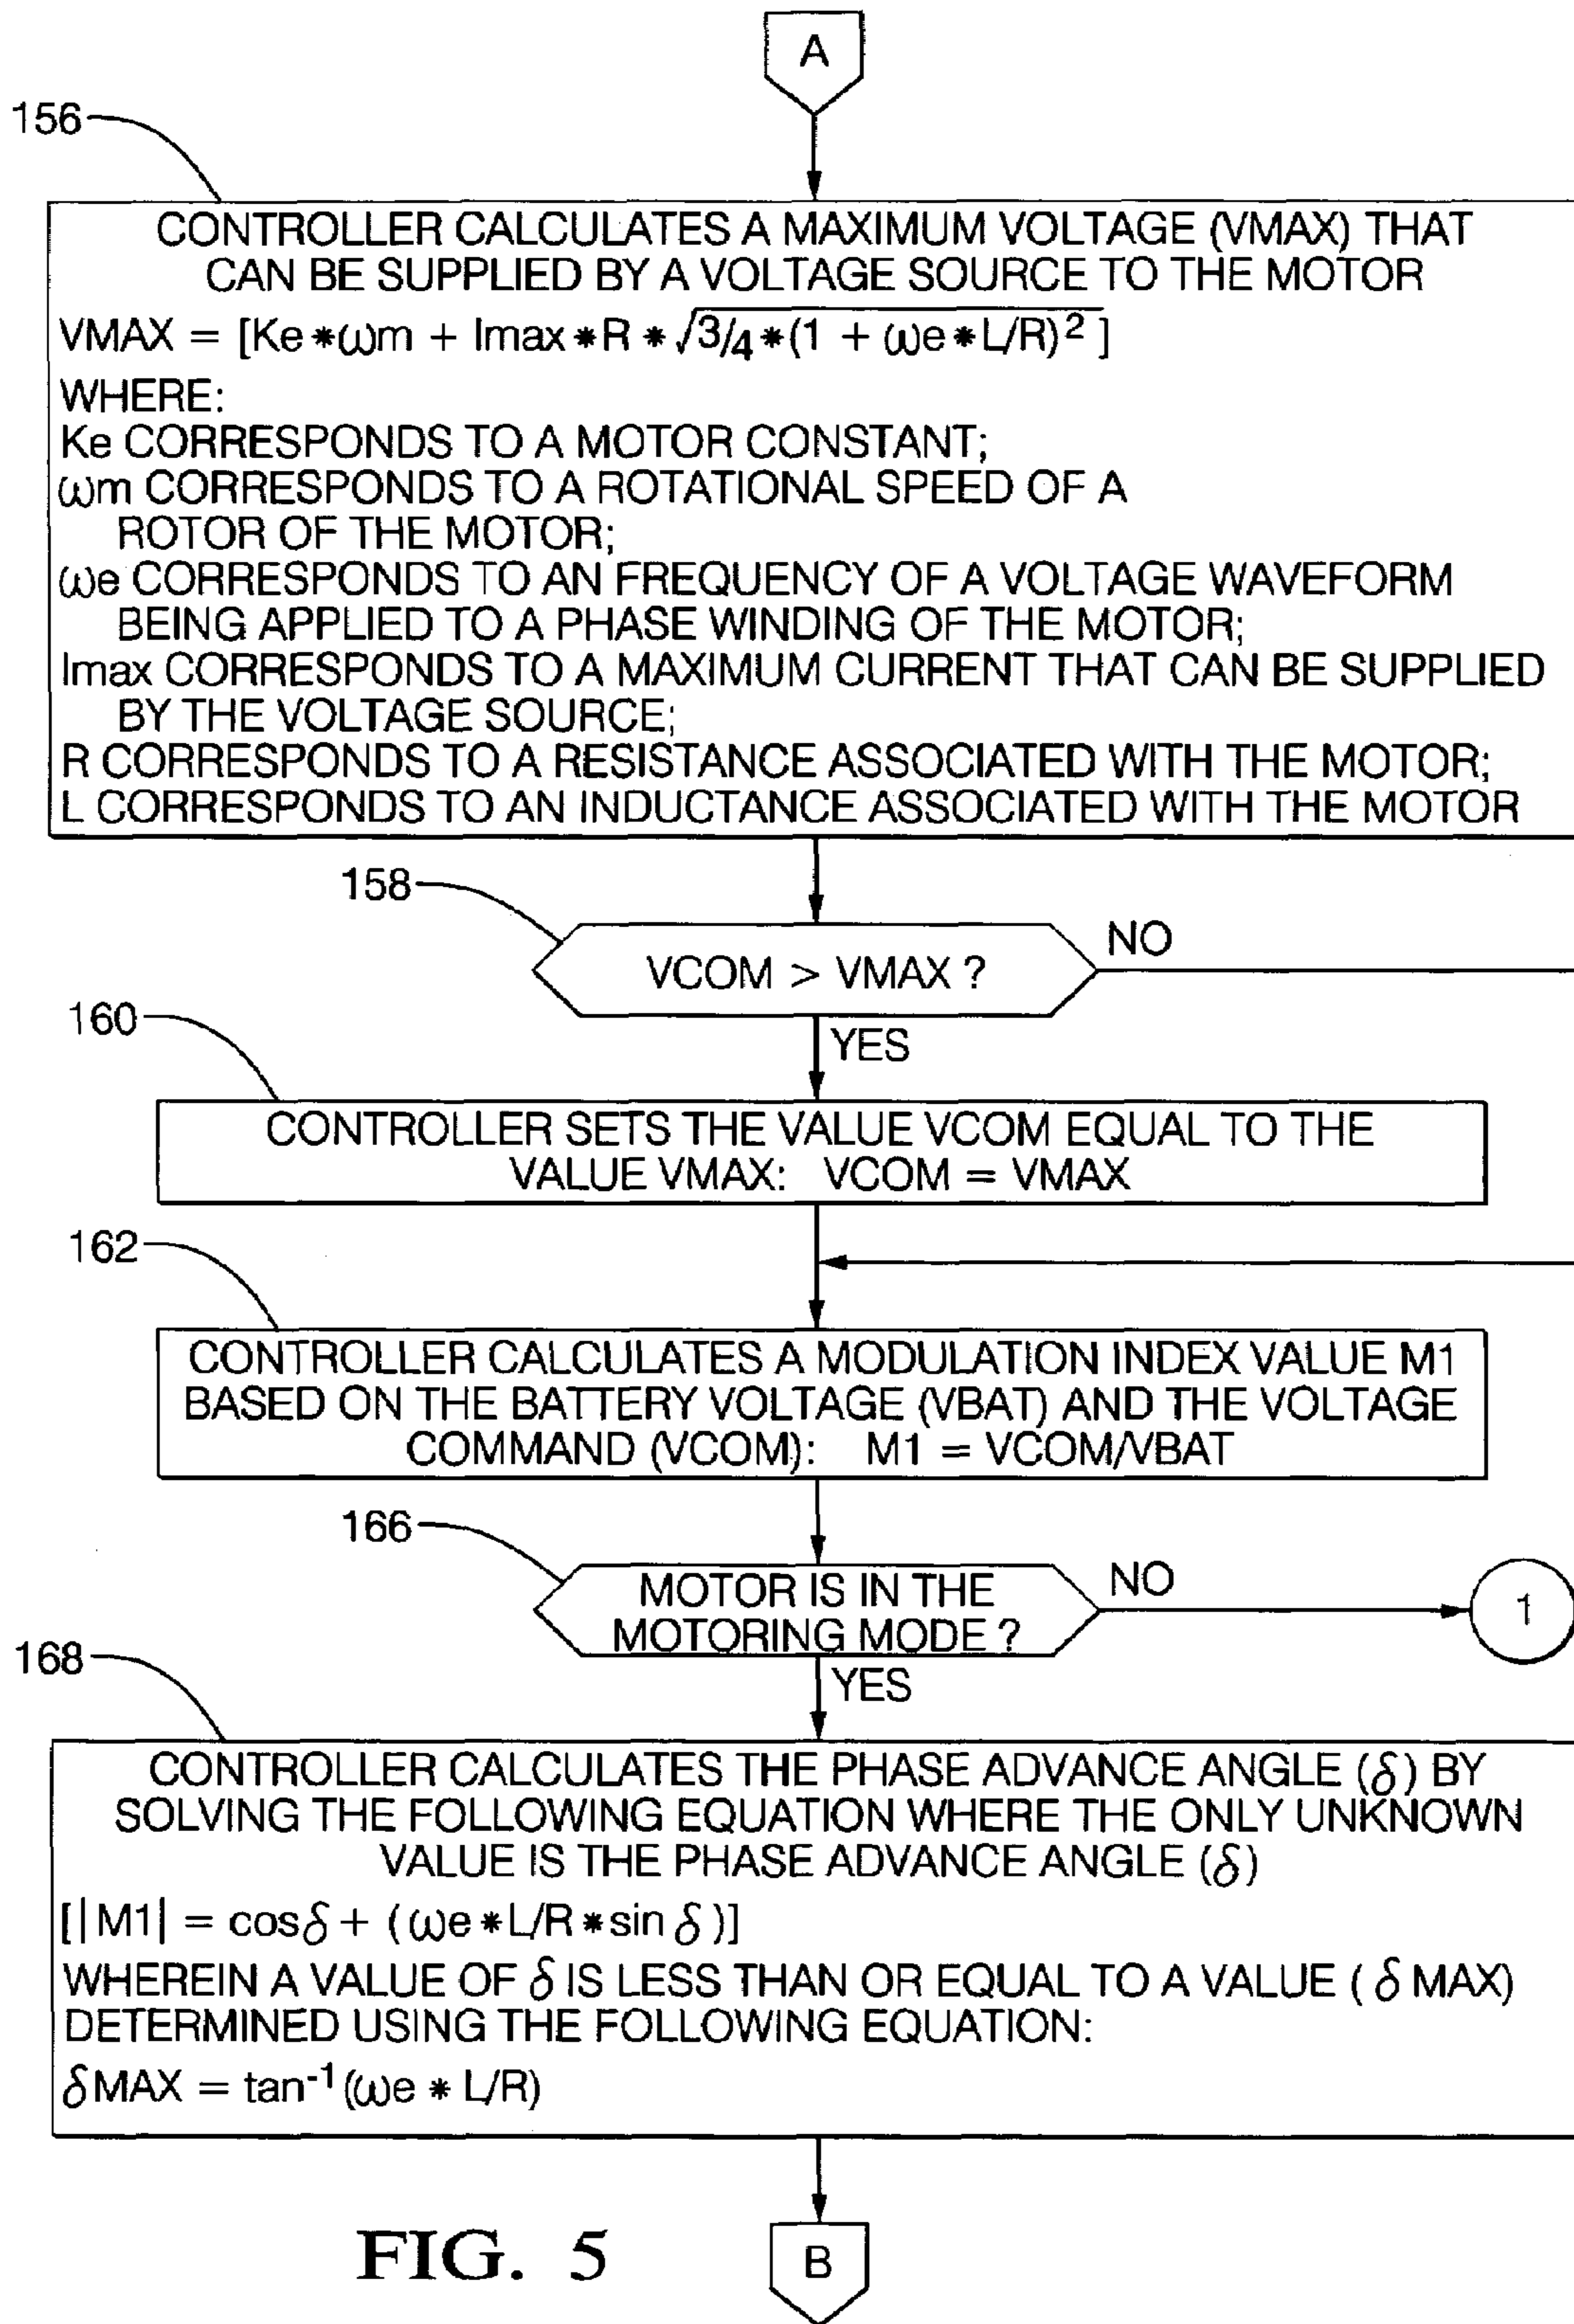 A
156
CONTROLLER CALCULATES A MAXIMUM VOLTAGE (VMAX) THAT
CAN BE SUPPLIED BY A VOLTAGE SOURCE TO THE MOTOR
VMAX = [Ke*ωm + Imax*R*√3/4*(1 + ωe*L/R)²]
WHERE:
Ke CORRESPONDS TO A MOTOR CONSTANT;
ωm CORRESPONDS TO A ROTATIONAL SPEED OF A
ROTOR OF THE MOTOR;
ωe CORRESPONDS TO AN FREQUENCY OF A VOLTAGE WAVEFORM
BEING APPLIED TO A PHASE WINDING OF THE MOTOR;
Imax CORRESPONDS TO A MAXIMUM CURRENT THAT CAN BE SUPPLIED
BY THE VOLTAGE SOURCE;
R CORRESPONDS TO A RESISTANCE ASSOCIATED WITH THE MOTOR;
L CORRESPONDS TO AN INDUCTANCE ASSOCIATED WITH THE MOTOR
158
VCOM > VMAX ?
NO
YES
160
CONTROLLER SETS THE VALUE VCOM EQUAL TO THE
VALUE VMAX: VCOM = VMAX
162
CONTROLLER CALCULATES A MODULATION INDEX VALUE M1
BASED ON THE BATTERY VOLTAGE (VBAT) AND THE VOLTAGE
COMMAND (VCOM): M1 = VCOM/VBAT
166
MOTOR IS IN THE
MOTORING MODE ?
NO
1
YES
168
CONTROLLER CALCULATES THE PHASE ADVANCE ANGLE (δ) BY
SOLVING THE FOLLOWING EQUATION WHERE THE ONLY UNKNOWN
VALUE IS THE PHASE ADVANCE ANGLE (δ)
[|M1| = cosδ + (ωe*L/R*sin δ)]
WHEREIN A VALUE OF δ IS LESS THAN OR EQUAL TO A VALUE (δ MAX)
DETERMINED USING THE FOLLOWING EQUATION:
δMAX = tan⁻¹(ωe * L/R)
FIG. 5
B